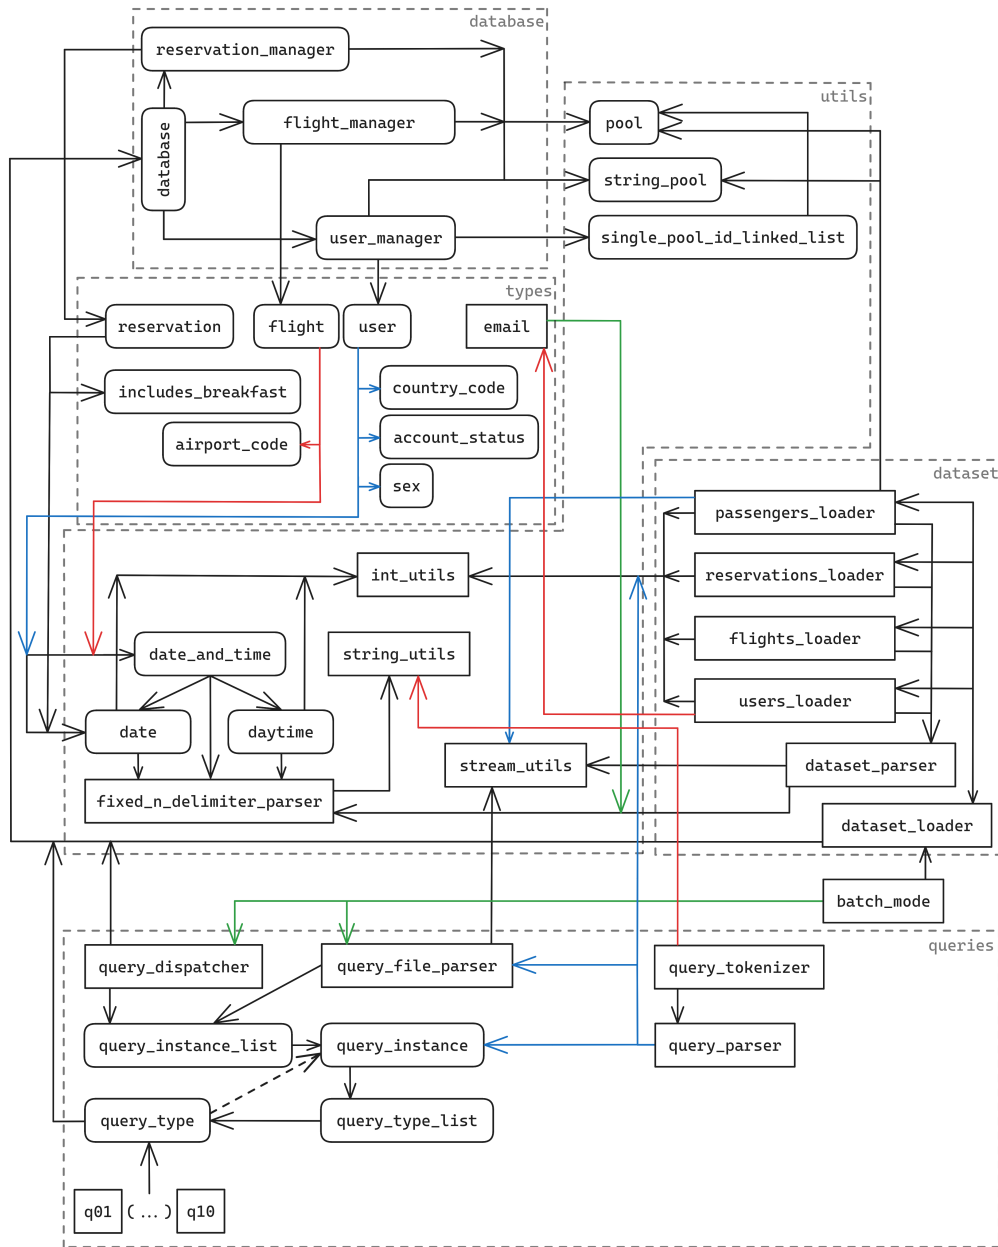 database
reservation_manager
utils
database
flight_manager
pool
string_pool
user_manager
single_pool_id_linked_list
types
reservation
flight
user
email
includes_breakfast
country_code
airport_code
account_status
dataset
sex
passengers_loader
int_utils
reservations_loader
date_and_time
string_utils
flights_loader
users_loader
date
daytime
stream_utils
dataset_parser
fixed_n_delimiter_parser
dataset_loader
batch_mode
queries
query_dispatcher
query_file_parser
query_tokenizer
query_instance_list
query_instance
query_parser
query_type
query_type_list
q01 (...) q10